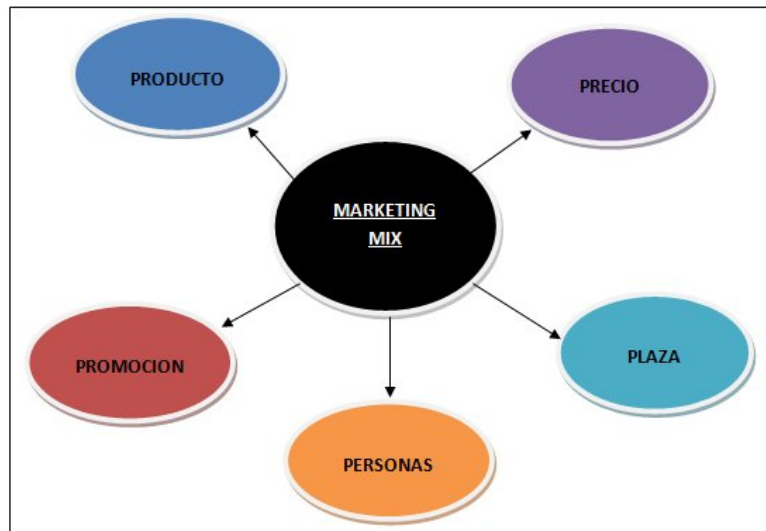 PRODUCTO
PRECIO
MARKETING
MIX
PROMOCION
PLAZA
PERSONAS